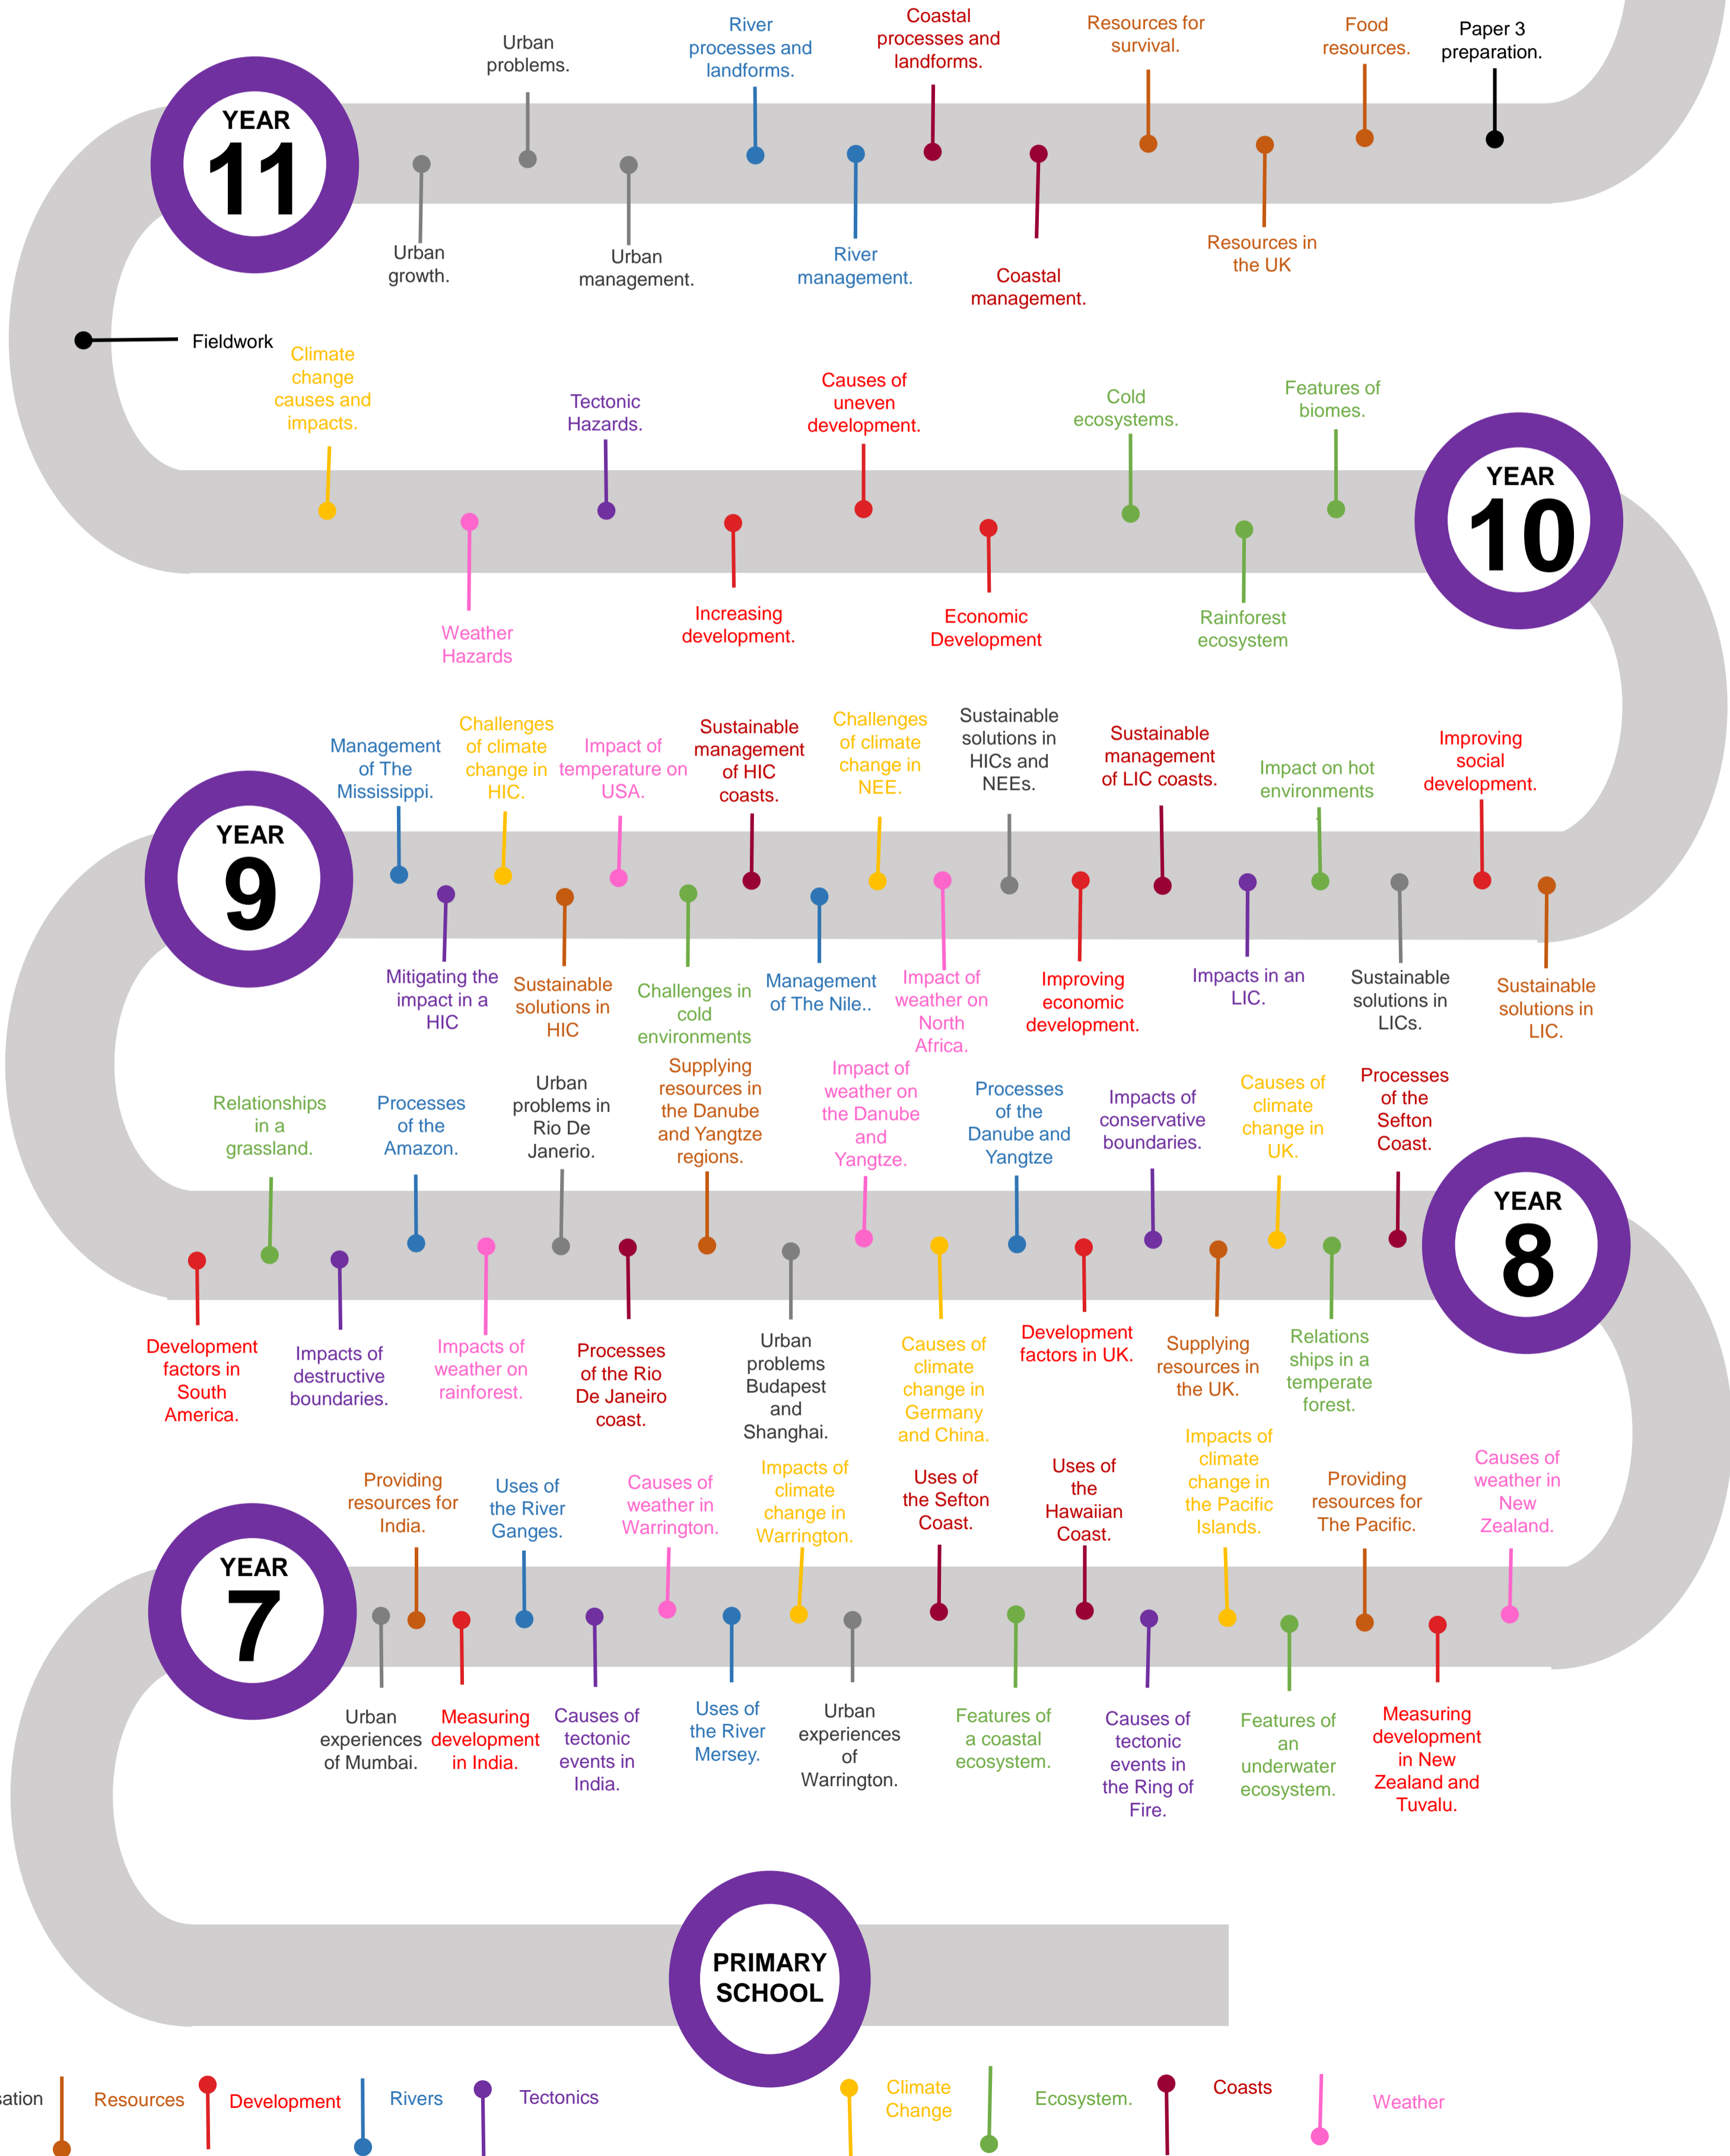 Coastal
processes and
landforms.
River
processes and
landforms.
Resources for
survival.
Food
resources.
Paper 3
preparation.
Urban
problems.
YEAR
11
Urban
growth.
Urban
management.
River
management.
Coastal
management.
Resources in
the UK
Fieldwork
Climate
change
causes and
impacts.
Tectonic
Hazards.
Causes of
uneven
development.
Cold
ecosystems.
Features of
biomes.
YEAR
10
Weather
Hazards
Increasing
development.
Economic
Development
Rainforest
ecosystem
Management
of The
Mississippi.
Challenges
of climate
change in
HIC.
Impact of
temperature on
USA.
Sustainable
management
of HIC
coasts.
Challenges
of climate
change in
NEE.
Sustainable
solutions in
HICs and
NEEs.
Sustainable
management
of LIC coasts.
Impact on hot
environments
Improving
social
development.
YEAR
9
Mitigating the
impact in a
HIC
Sustainable
solutions in
HIC
Challenges in
cold
environments
Management
of The Nile..
Impact of
weather on
North
Africa.
Improving
economic
development.
Impacts in an
LIC.
Sustainable
solutions in
LICs.
Sustainable
solutions in
LIC.
Relationships
in a
grassland.
Processes
of the
Amazon.
Urban
problems in
Rio De
Janerio.
Supplying
resources in
the Danube
and Yangtze
regions.
Impact of
weather on
the Danube
and
Yangtze.
Processes
of the
Danube and
Yangtze
Impacts of
conservative
boundaries.
Causes of
climate
change in
UK.
Processes
of the
Sefton
Coast.
YEAR
8
Development
factors in
South
America.
Impacts of
destructive
boundaries.
Impacts of
weather on
rainforest.
Processes
of the Rio
De Janeiro
coast.
Urban
problems
Budapest
and
Shanghai.
Causes of
climate
change in
Germany
and China.
Development
factors in UK.
Supplying
resources in
the UK.
Relations
ships in a
temperate
forest.
Providing
resources for
India.
Uses of
the River
Ganges.
Causes of
weather in
Warrington.
Impacts of
climate
change in
Warrington.
Uses of
the Sefton
Coast.
Uses of
the
Hawaiian
Coast.
Impacts of
climate
change in
the Pacific
Islands.
Providing
resources for
The Pacific.
Causes of
weather in
New
Zealand.
YEAR
7
Urban
experiences
of Mumbai.
Measuring
development
in India.
Causes of
tectonic
events in
India.
Uses of
the River
Mersey.
Urban
experiences
of
Warrington.
Features of
a coastal
ecosystem.
Causes of
tectonic
events in
the Ring of
Fire.
Features of
an
underwater
ecosystem.
Measuring
development
in New
Zealand and
Tuvalu.
PRIMARY
SCHOOL
sation
Resources
Development
Rivers
Tectonics
Climate
Change
Ecosystem.
Coasts
Weather